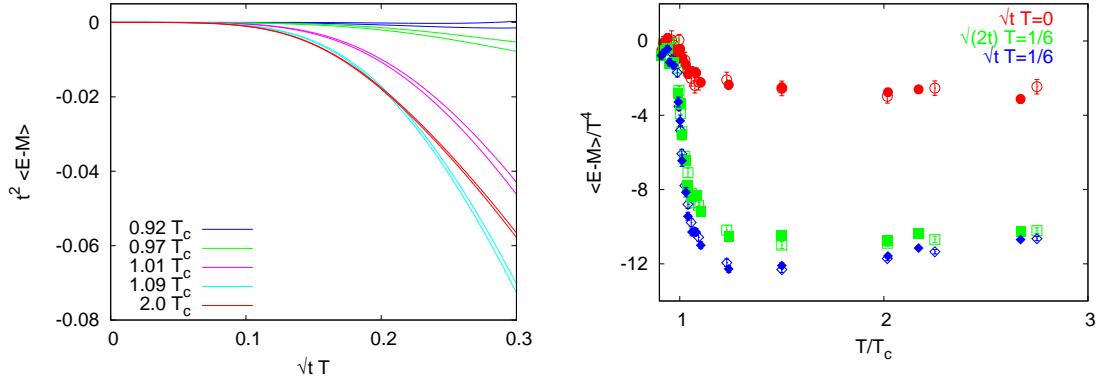 0
-0.02
-0.04
-0.06
-0.08
t² <E-M>
0.92 T_c
0.97 T_c
1.01 T_c
1.09 T_c
2.0 T_c
0 0.1 0.2 0.3
√t T
√t T=0
√(2t) T=1/6
√t T=1/6
0
-4
-8
-12
<E-M>/T⁴
1 2 3
T/T_c